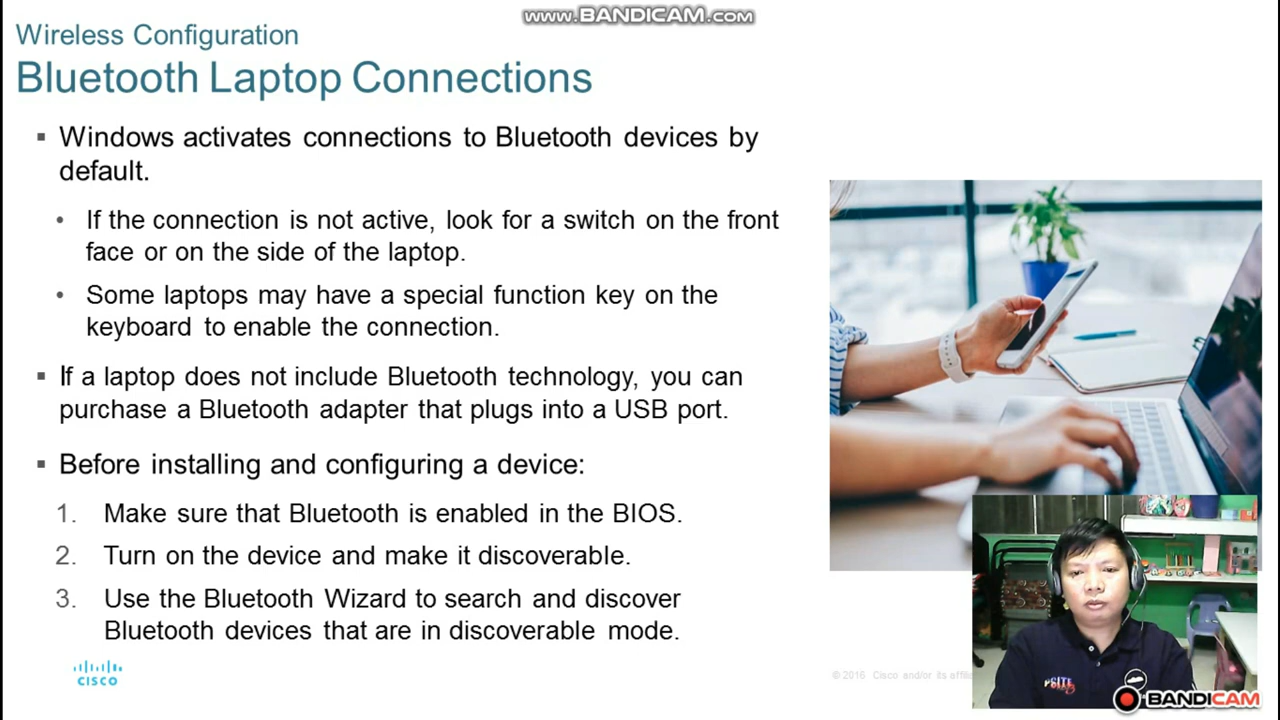 www.BANDICAM.com
Wireless Configuration
Bluetooth Laptop Connections
▪ Windows activates connections to Bluetooth devices by
default.
• If the connection is not active, look for a switch on the front
face or on the side of the laptop.
• Some laptops may have a special function key on the
keyboard to enable the connection.
▪ If a laptop does not include Bluetooth technology, you can
purchase a Bluetooth adapter that plugs into a USB port.
▪ Before installing and configuring a device:
1. Make sure that Bluetooth is enabled in the BIOS.
2. Turn on the device and make it discoverable.
3. Use the Bluetooth Wizard to search and discover
Bluetooth devices that are in discoverable mode.
CISCO
© 2016 Cisco and/or its
BANDICAM